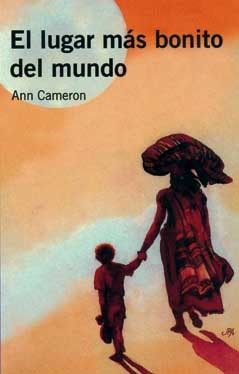 El lugar más bonito
del mundo
Ann Cameron